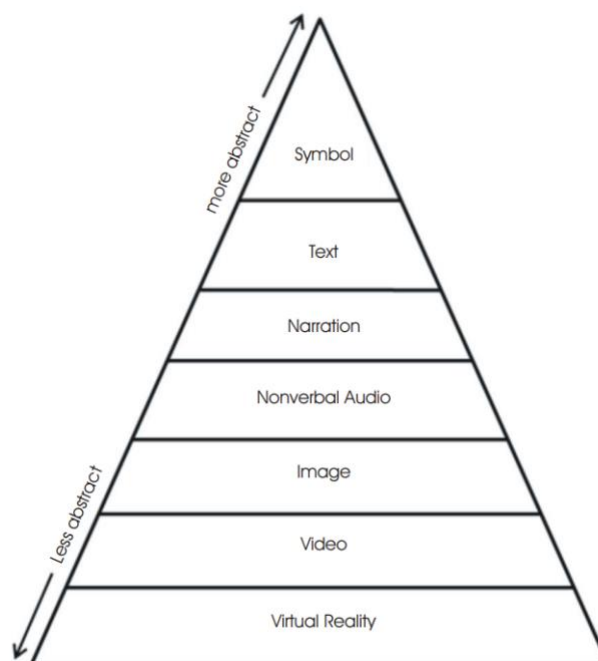 more abstract
Symbol
Text
Narration
Nonverbal Audio
Image
Less abstract
Video
Virtual Reality